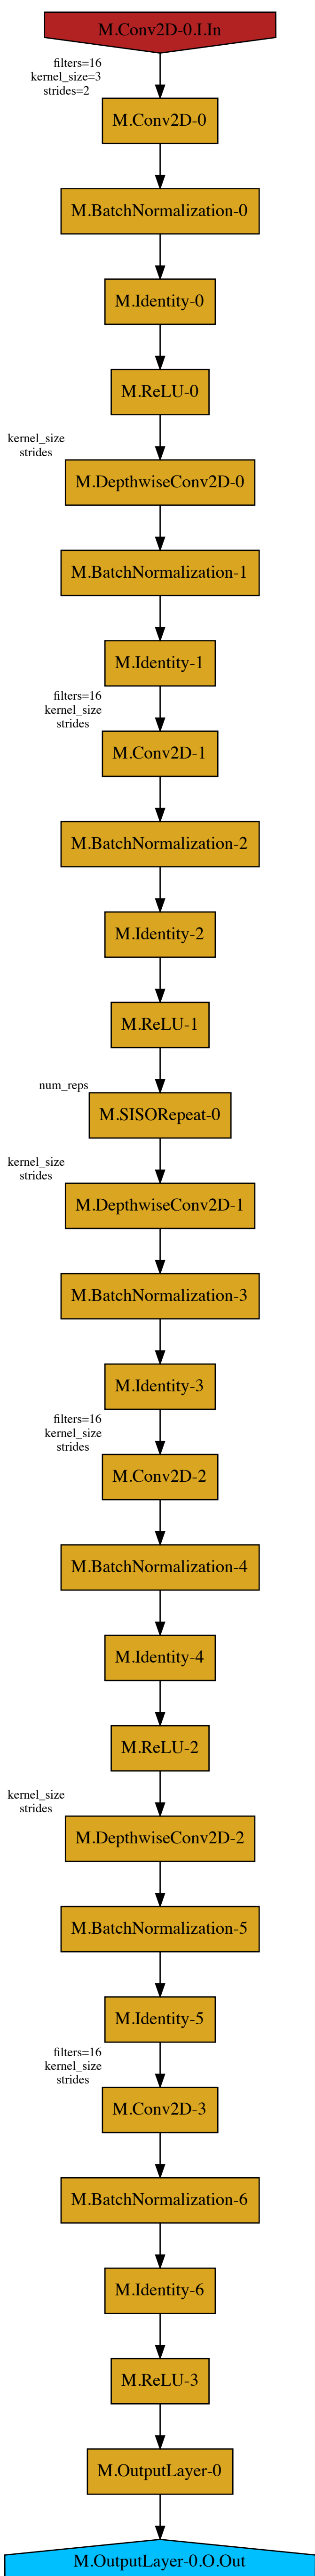 M.Conv2D-0.I.In
filters=16
kernel_size=3
strides=2
M.Conv2D-0
M.BatchNormalization-0
M.Identity-0
M.ReLU-0
kernel_size
strides
M.DepthwiseConv2D-0
M.BatchNormalization-1
M.Identity-1
filters=16
kernel_size
strides
M.Conv2D-1
M.BatchNormalization-2
M.Identity-2
M.ReLU-1
num_reps
M.SISORepeat-0
kernel_size
strides
M.DepthwiseConv2D-1
M.BatchNormalization-3
M.Identity-3
filters=16
kernel_size
strides
M.Conv2D-2
M.BatchNormalization-4
M.Identity-4
M.ReLU-2
kernel_size
strides
M.DepthwiseConv2D-2
M.BatchNormalization-5
M.Identity-5
filters=16
kernel_size
strides
M.Conv2D-3
M.BatchNormalization-6
M.Identity-6
M.ReLU-3
M.OutputLayer-0
M.OutputLayer-0.O.Out